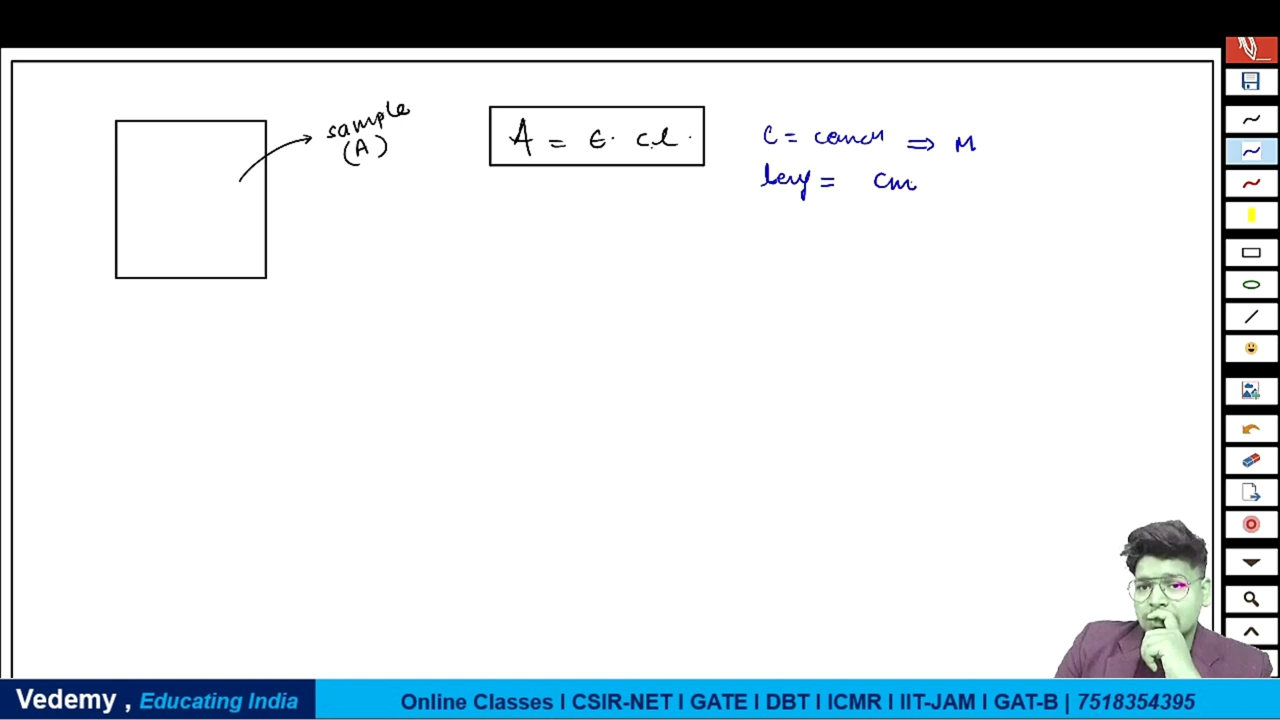 sample
(A)
A = ε. c.l.
C = concn ⇒ M
leng = cm
Vedemy , Educating India
Online Classes I CSIR-NET I GATE I DBT I ICMR I IIT-JAM I GAT-B I 7518354395